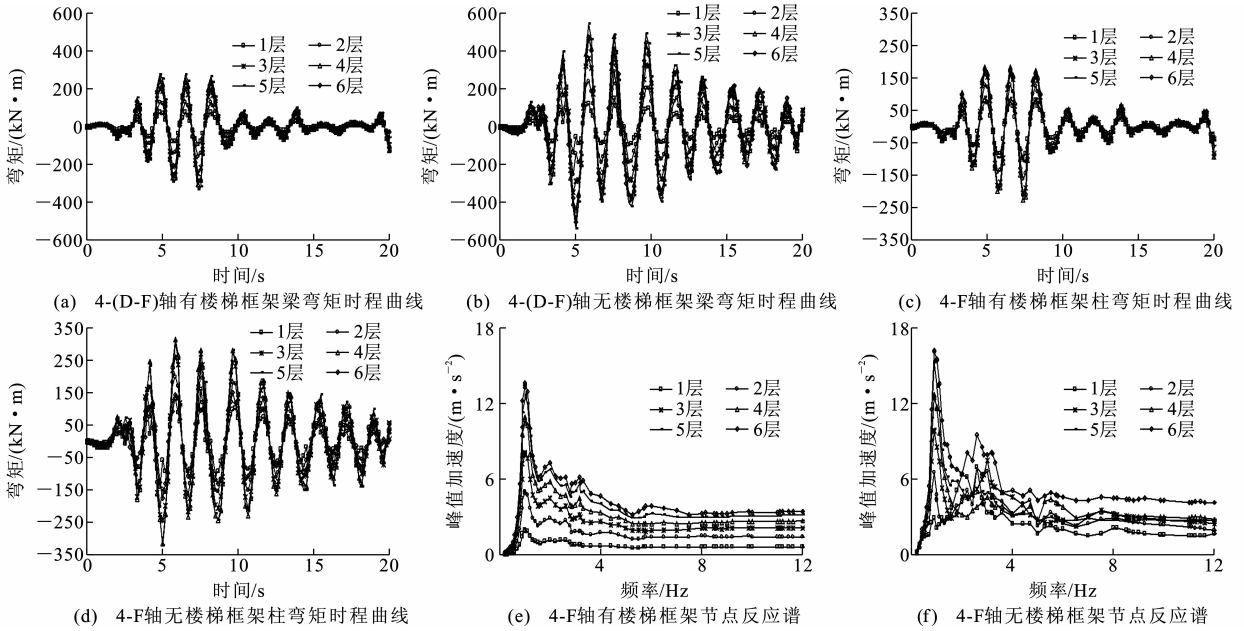 600
400
200
0
－200
－400
－600
弯矩/(kN·m)
1层 2层
3层 4层
5层 6层
0 5 10 15 20
时间/s
(a) 4-(D-F)轴有楼梯框架梁弯矩时程曲线
600
400
200
0
－200
－400
－600
弯矩/(kN·m)
1层 2层
3层 4层
5层 6层
0 5 10 15 20
时间/s
(b) 4-(D-F)轴无楼梯框架梁弯矩时程曲线
350
250
150
50
－50
－150
－250
－350
弯矩/(kN·m)
1层 2层
3层 4层
5层 6层
0 5 10 15 20
时间/s
(c) 4-F轴有楼梯框架柱弯矩时程曲线
350
250
150
50
－50
－150
－250
－350
弯矩/(kN·m)
1层 2层
3层 4层
5层 6层
0 5 10 15 20
时间/s
(d) 4-F轴无楼梯框架柱弯矩时程曲线
18
12
6
0
峰值加速度/(m·s⁻²)
1层 2层
3层 4层
5层 6层
4 8 12
频率/Hz
(e) 4-F轴有楼梯框架节点反应谱
18
12
6
0
峰值加速度/(m·s⁻²)
1层 2层
3层 4层
5层 6层
4 8 12
频率/Hz
(f) 4-F轴无楼梯框架节点反应谱